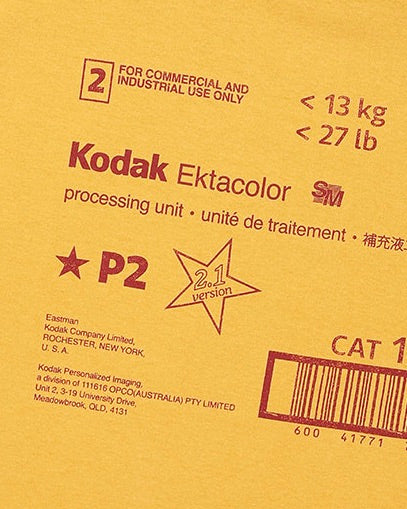 2
FOR COMMERCIAL AND
INDUSTRIAL USE ONLY
< 13 kg
< 27 lb
Kodak Ektacolor SM
processing unit • unité de traitement • 補充液
★ P2
2.1
version
Eastman
Kodak Company Limited,
ROCHESTER, NEW YORK,
U. S. A.
Kodak Personalized Imaging,
a division of 111616 OPCO(AUSTRALIA) PTY LIMITED
Unit 2, 3-19 University Drive,
Meadowbrook, OLD, 4131
CAT 1
600 41771